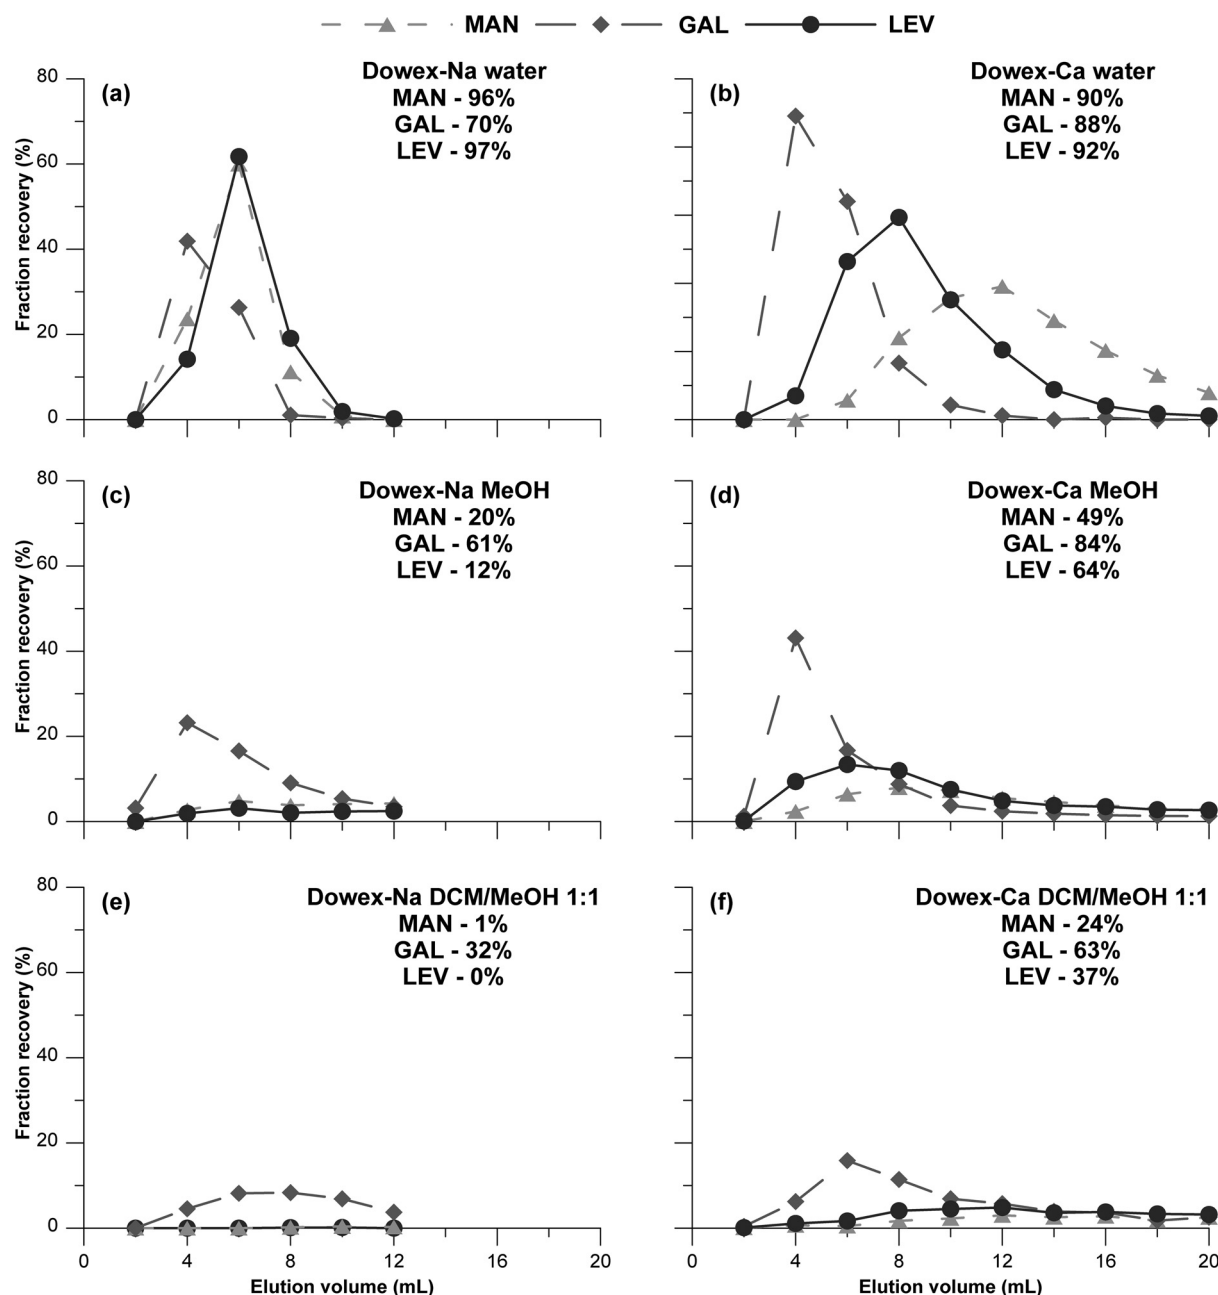 MAN GAL LEV
(a) Dowex-Na water
MAN - 96%
GAL - 70%
LEV - 97%
80
60
40
20
0
Fraction recovery (%)
(b) Dowex-Ca water
MAN - 90%
GAL - 88%
LEV - 92%
(c) Dowex-Na MeOH
MAN - 20%
GAL - 61%
LEV - 12%
80
60
40
20
0
Fraction recovery (%)
(d) Dowex-Ca MeOH
MAN - 49%
GAL - 84%
LEV - 64%
(e) Dowex-Na DCM/MeOH 1:1
MAN - 1%
GAL - 32%
LEV - 0%
80
60
40
20
0
Fraction recovery (%)
0 4 8 12 16 20
Elution volume (mL)
(f) Dowex-Ca DCM/MeOH 1:1
MAN - 24%
GAL - 63%
LEV - 37%
0 4 8 12 16 20
Elution volume (mL)